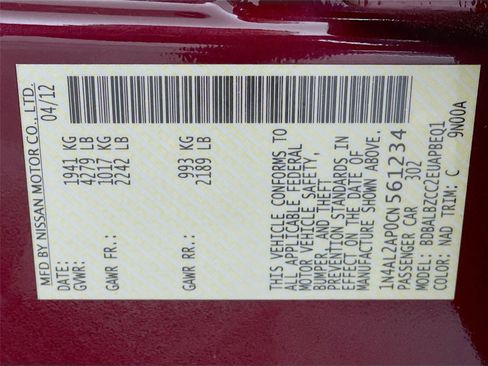 MFD BY NISSAN MOTOR CO., LTD.
DATE: 04/12
GVWR: 1941 KG
4279 LB
GAWR FR.: 1017 KG
2242 LB
GAWR RR.: 993 KG
2189 LB
THIS VEHICLE CONFORMS TO
ALL APPLICABLE FEDERAL
MOTOR VEHICLE SAFETY,
BUMPER, AND THEFT
PREVENTION STANDARDS IN
EFFECT ON THE DATE OF
MANUFACTURE SHOWN ABOVE.
1N4AL2AP0CN561234
PASSENGER CAR 302
MODEL: BDBALBZCCZEUAPBEQ1
COLOR: NAD TRIM: C 9N00A